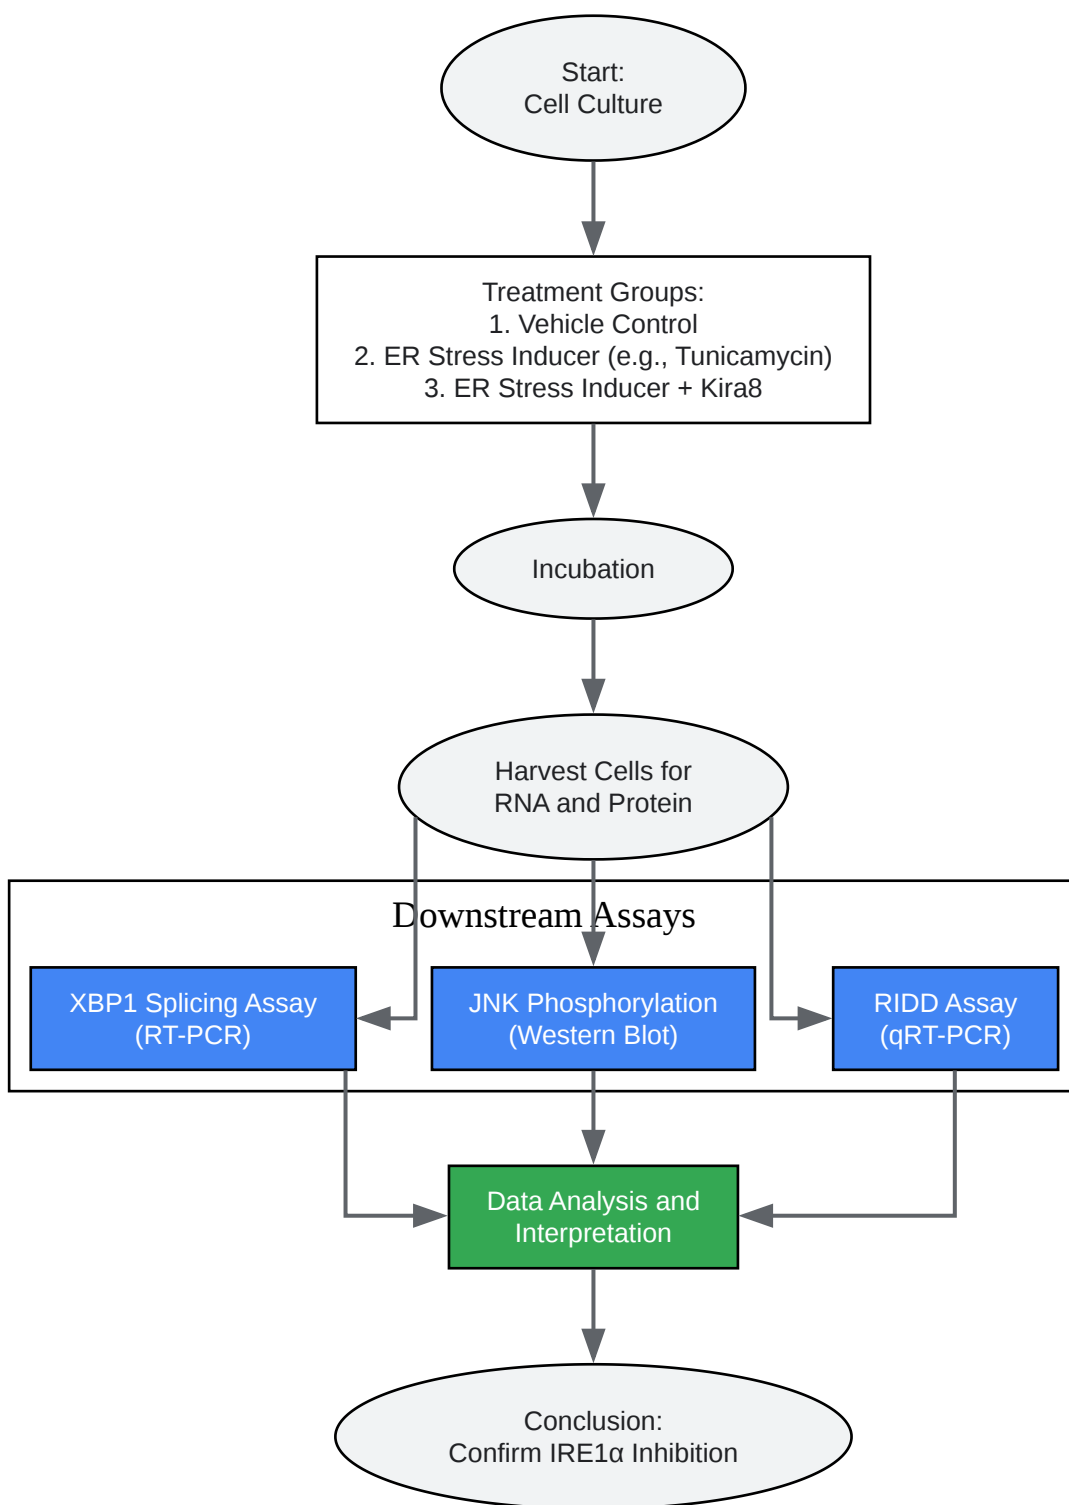 Start:
Cell Culture
Treatment Groups:
1. Vehicle Control
2. ER Stress Inducer (e.g., Tunicamycin)
3. ER Stress Inducer + Kira8
Incubation
Harvest Cells for
RNA and Protein
Downstream Assays
XBP1 Splicing Assay
(RT-PCR)
JNK Phosphorylation
(Western Blot)
RIDD Assay
(qRT-PCR)
Data Analysis and
Interpretation
Conclusion:
Confirm IRE1α Inhibition